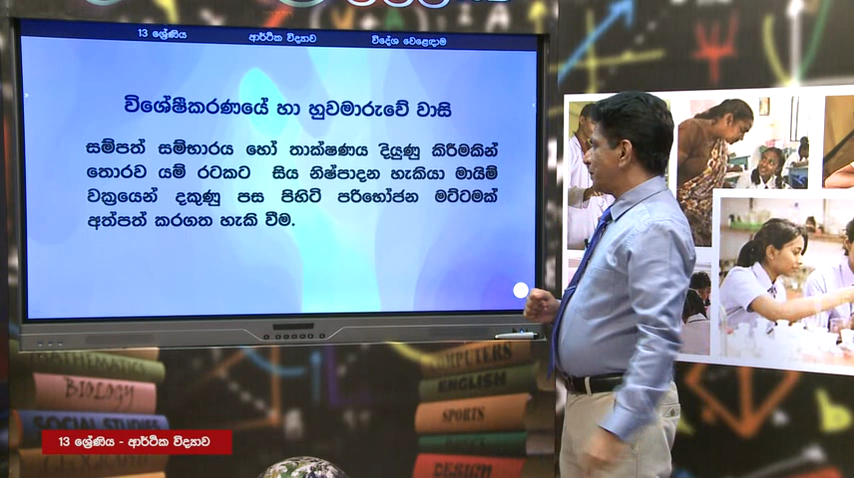 13 ශ්‍රේණිය ආර්ථික විද්‍යාව විදේශ වෙළෙඳාම
විශේෂීකරණයේ හා හුවමාරුවේ වාසි
සම්පත් සම්භාරය හෝ තාක්ෂණය දියුණු කිරීමකින්
තොරව යම් රටකට සිය නිෂ්පාදන හැකියා මායිම්
වක්‍රයෙන් දකුණු පස පිහිටි පරිභෝජන මට්ටමක්
අත්පත් කරගත හැකි වීම.
MATHEMATICS
BIOLOGY
SOCIAL STUDIES
COMPUTERS
ENGLISH
SPORTS
DESIGN
13 ශ්‍රේණිය - ආර්ථික විද්‍යාව